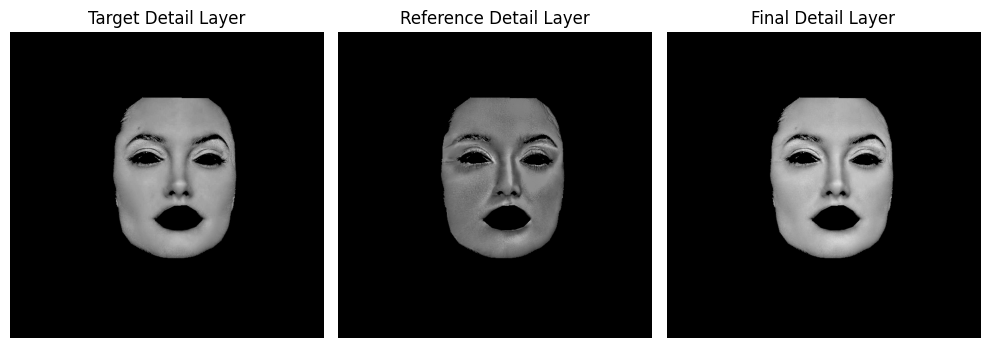 Target Detail Layer
Reference Detail Layer
Final Detail Layer